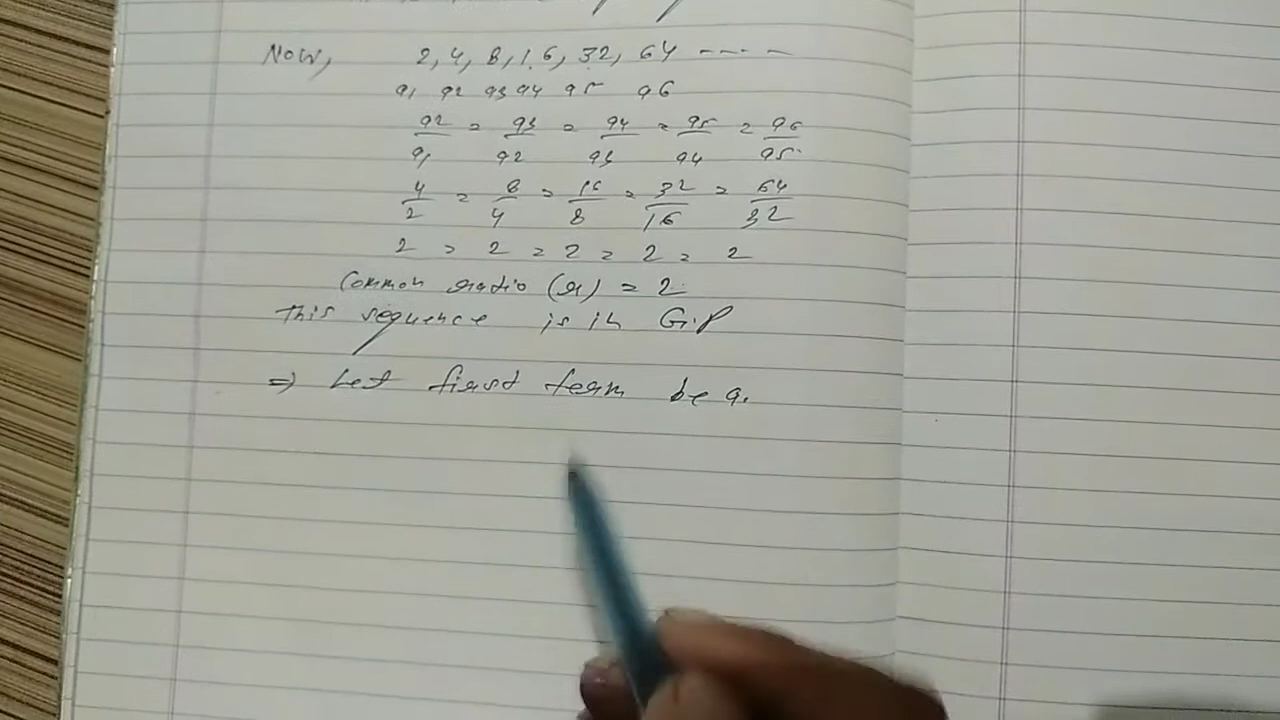 Now, 2, 4, 8, 16, 32, 64 -----
a1 a2 a3 a4 a5 a6
a2/a1 = a3/a2 = a4/a3 = a5/a4 = a6/a5
4/2 = 8/4 = 16/8 = 32/16 = 64/32
2 = 2 = 2 = 2 = 2
Common ratio (r) = 2
This sequence is in G.P
⇒ Let first term be a.